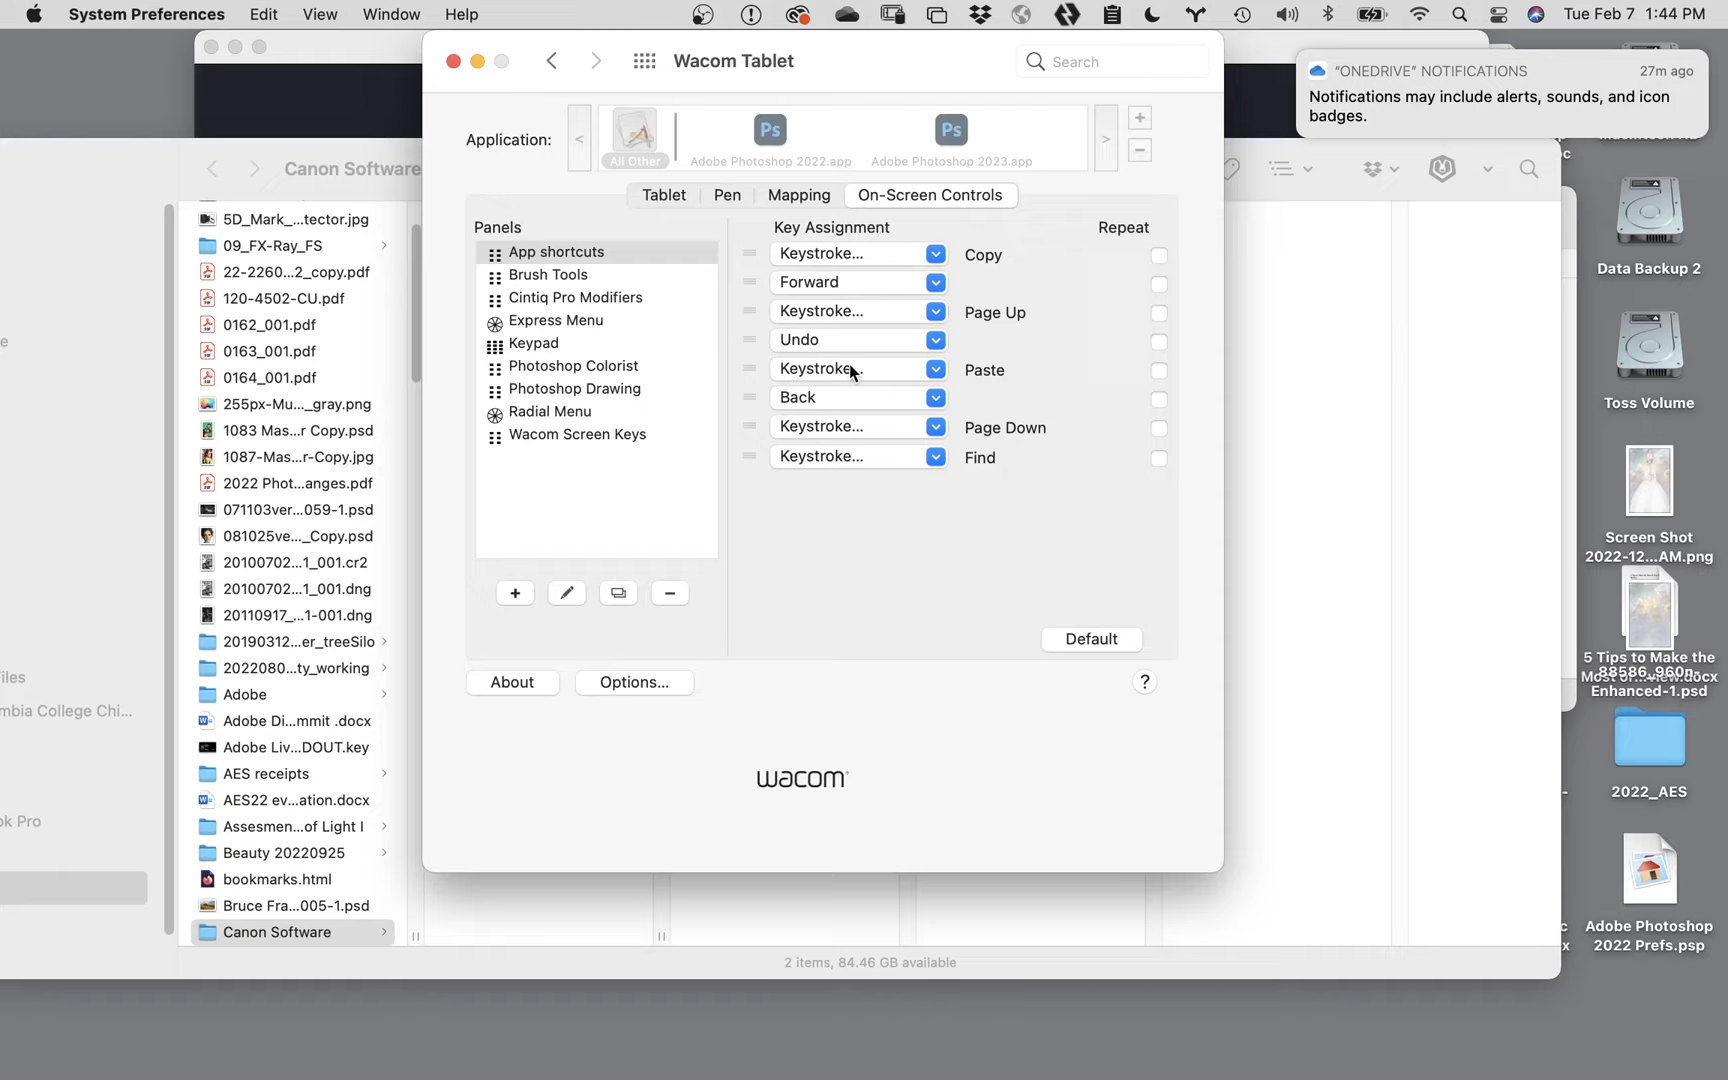 System Preferences Edit View Window Help
Tue Feb 7 1:44 PM
Wacom Tablet
Search
"ONEDRIVE" NOTIFICATIONS 27m ago
Notifications may include alerts, sounds, and icon
badges.
Application:
All Other
Ps
Adobe Photoshop 2022.app
Ps
Adobe Photoshop 2023.app
Tablet Pen Mapping On-Screen Controls
Panels
App shortcuts
Brush Tools
Cintiq Pro Modifiers
Express Menu
Keypad
Photoshop Colorist
Photoshop Drawing
Radial Menu
Wacom Screen Keys
Key Assignment Repeat
Keystroke... Copy
Forward
Keystroke... Page Up
Undo
Keystroke... Paste
Back
Keystroke... Page Down
Keystroke... Find
Default
About
Options...
?
wacom
Canon Software
5D_Mark_...tector.jpg
09_FX-Ray_FS
22-2260...2_copy.pdf
120-4502-CU.pdf
0162_001.pdf
0163_001.pdf
0164_001.pdf
255px-Mu..._gray.png
1083 Mas...r Copy.psd
1087-Mas...r-Copy.jpg
2022 Phot...anges.pdf
071103ver...059-1.psd
081025ve..._Copy.psd
20100702...1_001.cr2
20100702...1_001.dng
20110917_...1-001.dng
20190312...er_treeSilo
2022080...ty_working
Adobe
Adobe Di...mmit .docx
Adobe Liv...DOUT.key
AES receipts
AES22 ev...ation.docx
Assesmen...of Light I
Beauty 20220925
bookmarks.html
Bruce Fra...005-1.psd
Canon Software
e
iles
mbia College Chi...
ok Pro
2 items, 84.46 GB available
Data Backup 2
Toss Volume
Screen Shot
2022-12...AM.png
5 Tips to Make the
Enhanced-1.psd
2022_AES
Adobe Photoshop
2022 Prefs.psp